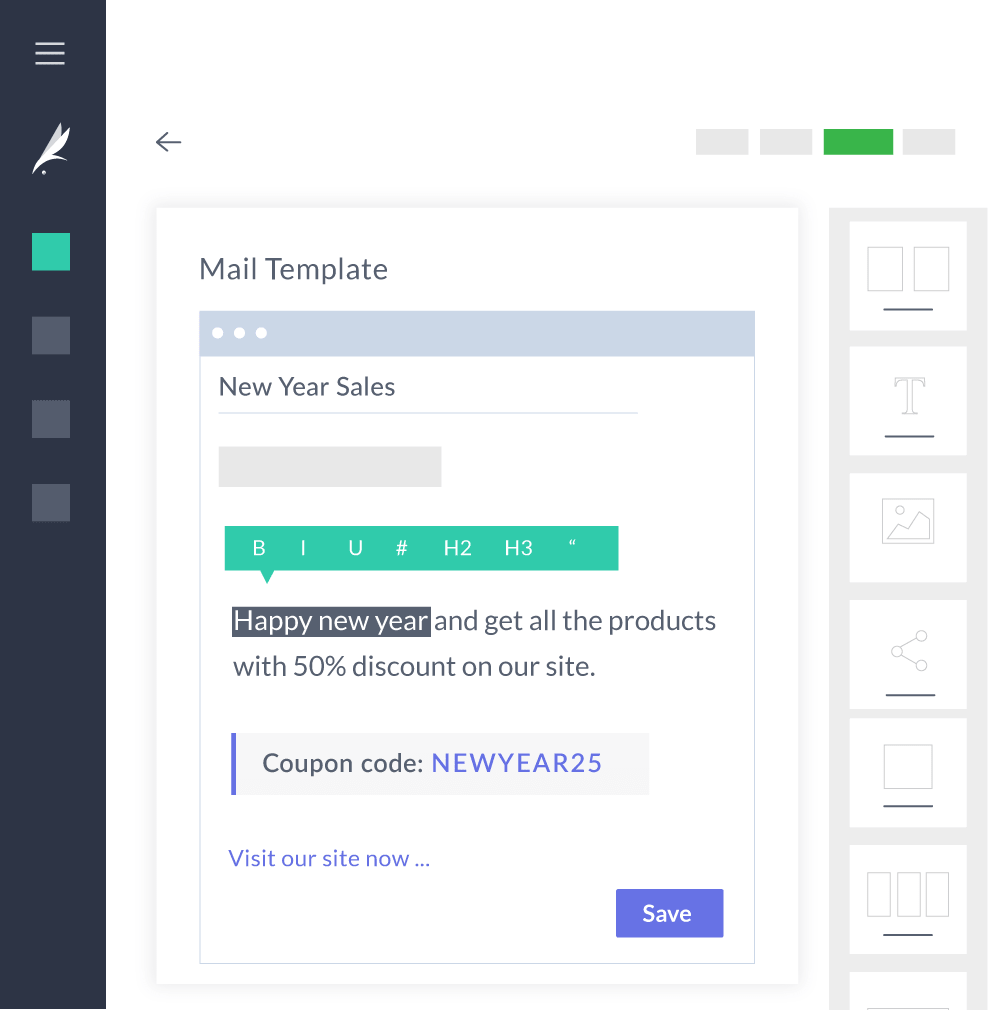 Mail Template
New Year Sales
B I U # H2 H3 “
Happy new year and get all the products
with 50% discount on our site.
Coupon code: NEWYEAR25
Visit our site now ...
Save
T